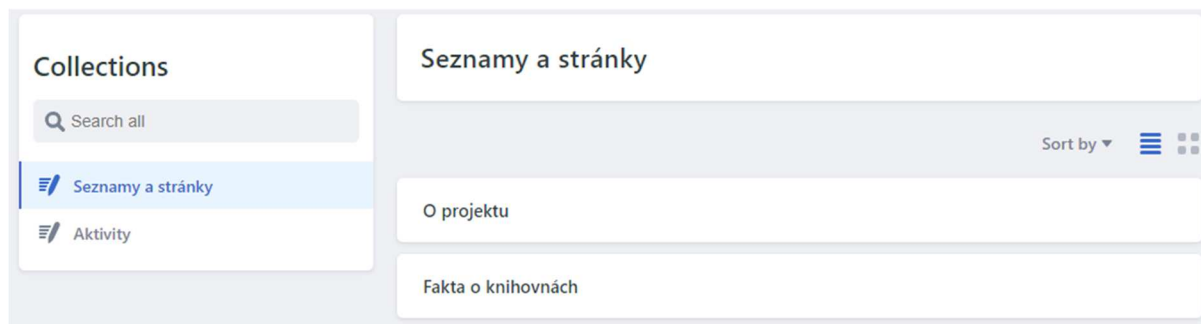 Collections
Search all
Seznamy a stránky
Aktivity
Seznamy a stránky
Sort by
O projektu
Fakta o knihovnách